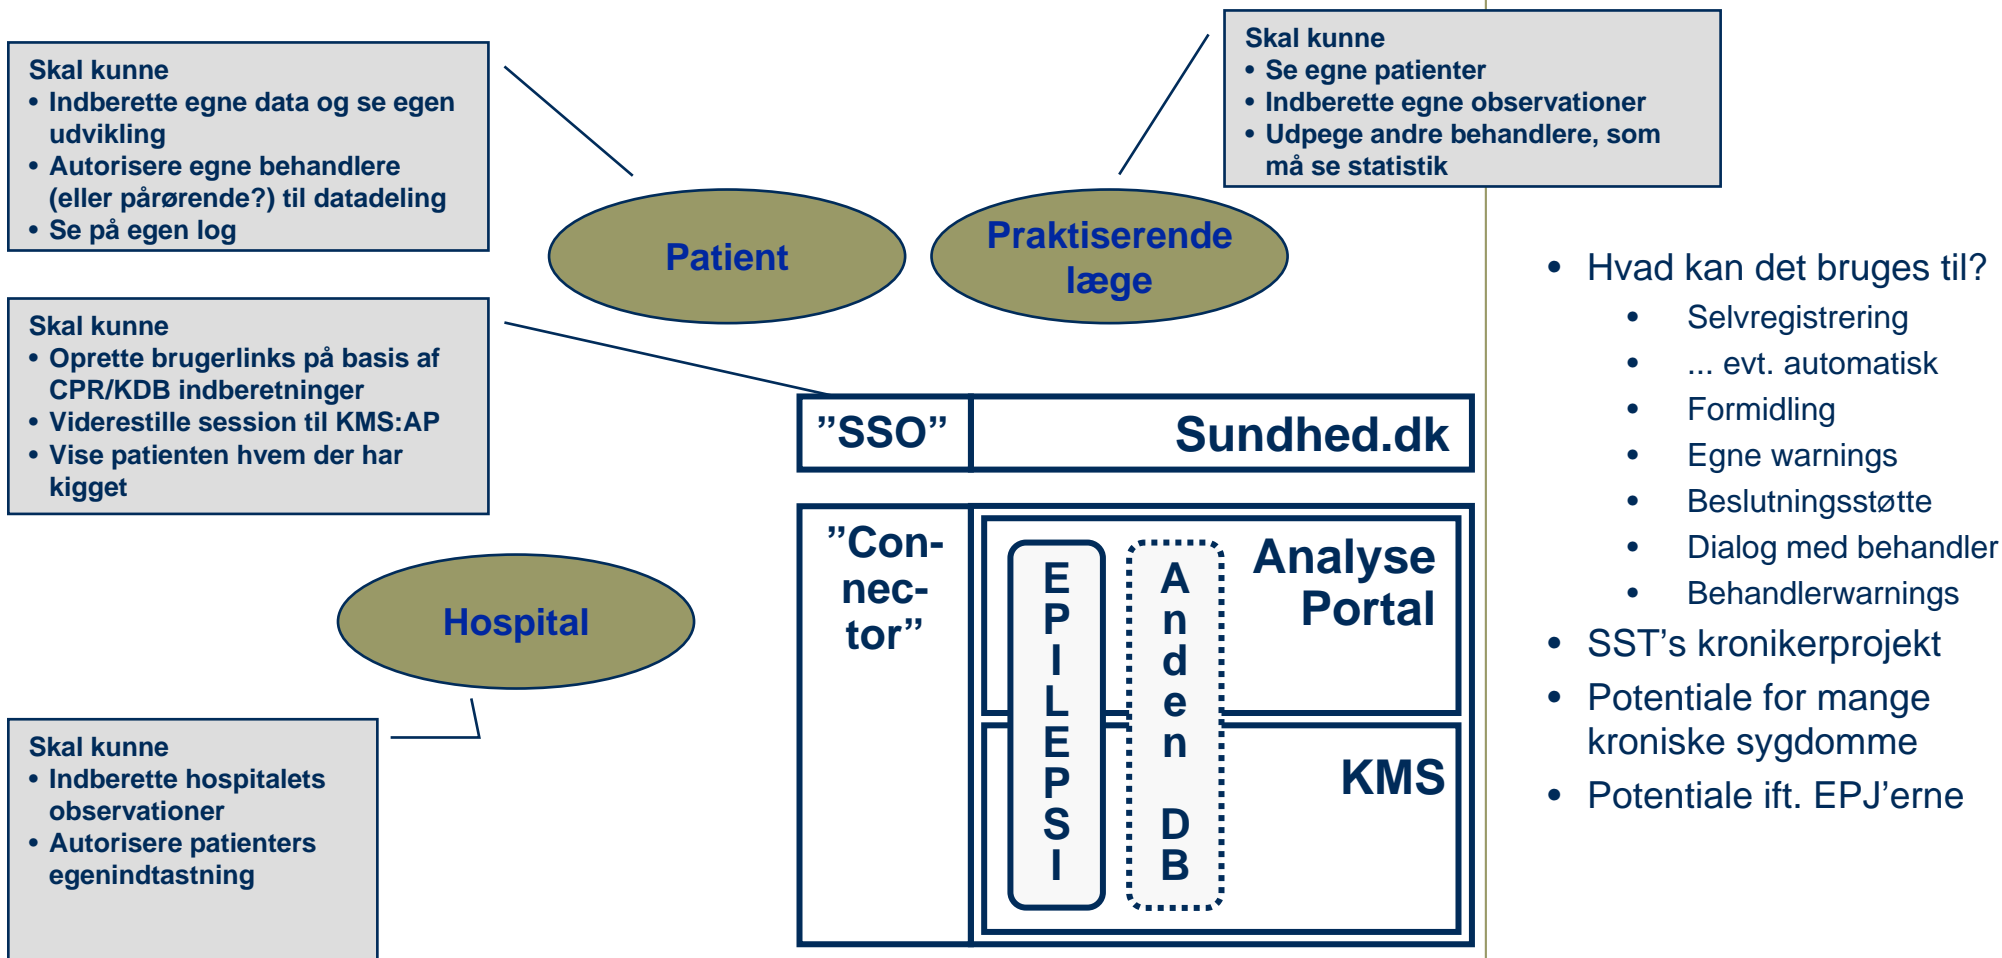 Skal kunne
• Indberette egne data og se egen
udvikling
• Autorisere egne behandlere
(eller pårørende?) til datadeling
• Se på egen log
Skal kunne
• Se egne patienter
• Indberette egne observationer
• Udpege andre behandlere, som
må se statistik
Patient
Praktiserende
læge
Skal kunne
• Oprette brugerlinks på basis af
CPR/KDB indberetninger
• Viderestille session til KMS:AP
• Vise patienten hvem der har
kigget
”SSO”
Sundhed.dk
Hospital
”Con-
nec-
tor”
EPILEPSI
Anden DB
Analyse
Portal
KMS
Skal kunne
• Indberette hospitalets
observationer
• Autorisere patienters
egenindtastning
• Hvad kan det bruges til?
• Selvregistrering
• ... evt. automatisk
• Formidling
• Egne warnings
• Beslutningsstøtte
• Dialog med behandler
• Behandlerwarnings
• SST’s kronikerprojekt
• Potentiale for mange
kroniske sygdomme
• Potentiale ift. EPJ’erne